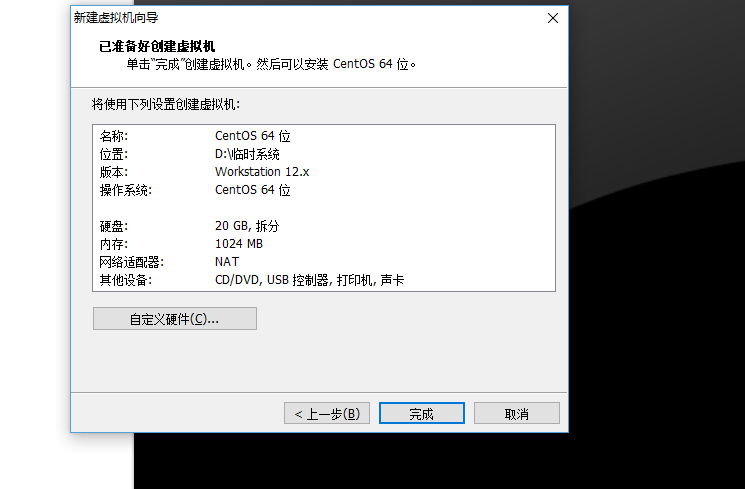 新建虚拟机向导
已准备好创建虚拟机
单击"完成"创建虚拟机。然后可以安装 CentOS 64 位。
将使用下列设置创建虚拟机:
名称: CentOS 64 位
位置: D:\临时系统
版本: Workstation 12.x
操作系统: CentOS 64 位
硬盘: 20 GB, 拆分
内存: 1024 MB
网络适配器: NAT
其他设备: CD/DVD, USB 控制器, 打印机, 声卡
自定义硬件(C)...
< 上一步(B) 完成 取消